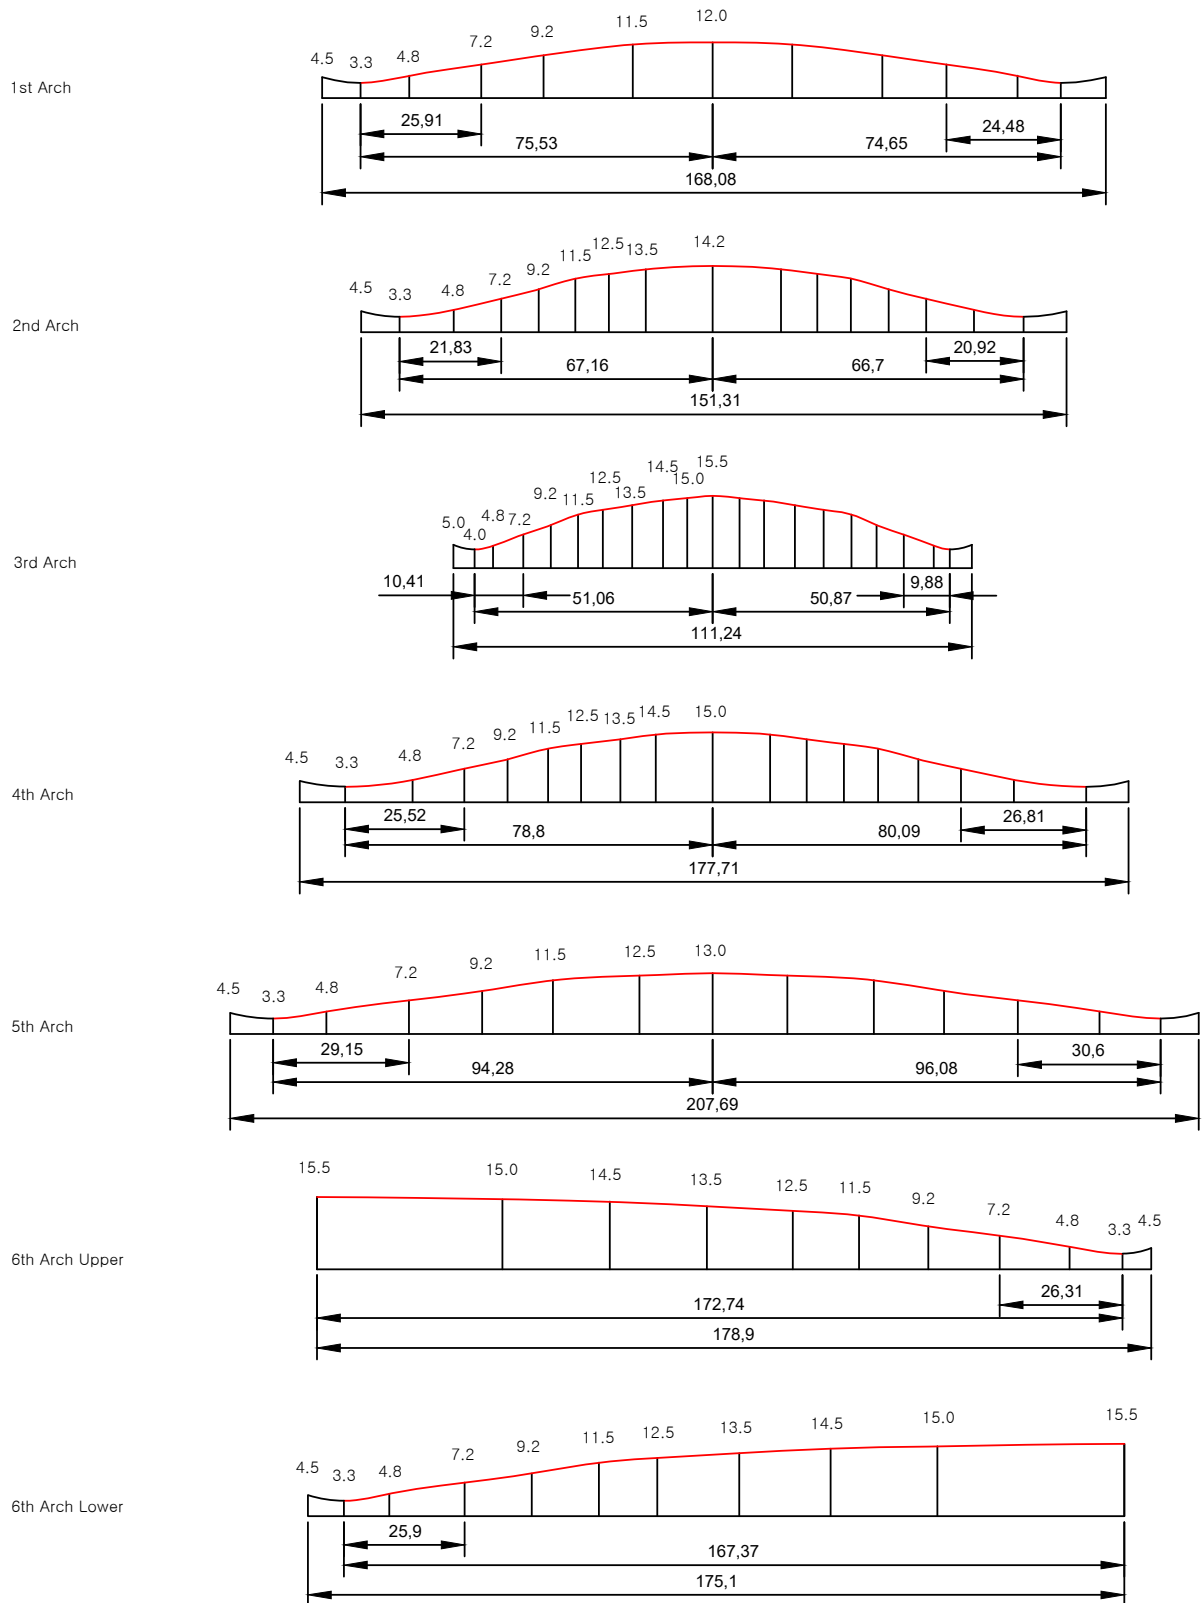 11.5 12.0
9.2
7.2
4.5 3.3 4.8
1st Arch
25,91 24,48
75,53 74,65
168,08
14.2
12.5 13.5
11.5
9.2
7.2
4.5 3.3 4.8
2nd Arch
21,83 20,92
67,16 66,7
151,31
14.5 15.5
12.5 15.0
9.2 11.5 13.5
5.0 4.8 7.2
4.0
3rd Arch
10,41 9,88
51,06 50,87
111,24
12.5 13.5 14.5 15.0
9.2 11.5
4.5 3.3 4.8 7.2
4th Arch
25,52 26,81
78,8 80,09
177,71
11.5 12.5 13.0
7.2 9.2
4.5 3.3 4.8
5th Arch
29,15 30,6
94,28 96,08
207,69
15.5 15.0 14.5 13.5 12.5 11.5
9.2 7.2 4.8 3.3 4.5
6th Arch Upper
26,31
172,74
178,9
12.5 13.5 14.5 15.0 15.5
7.2 9.2 11.5
4.5 3.3 4.8
6th Arch Lower
25,9
167,37
175,1